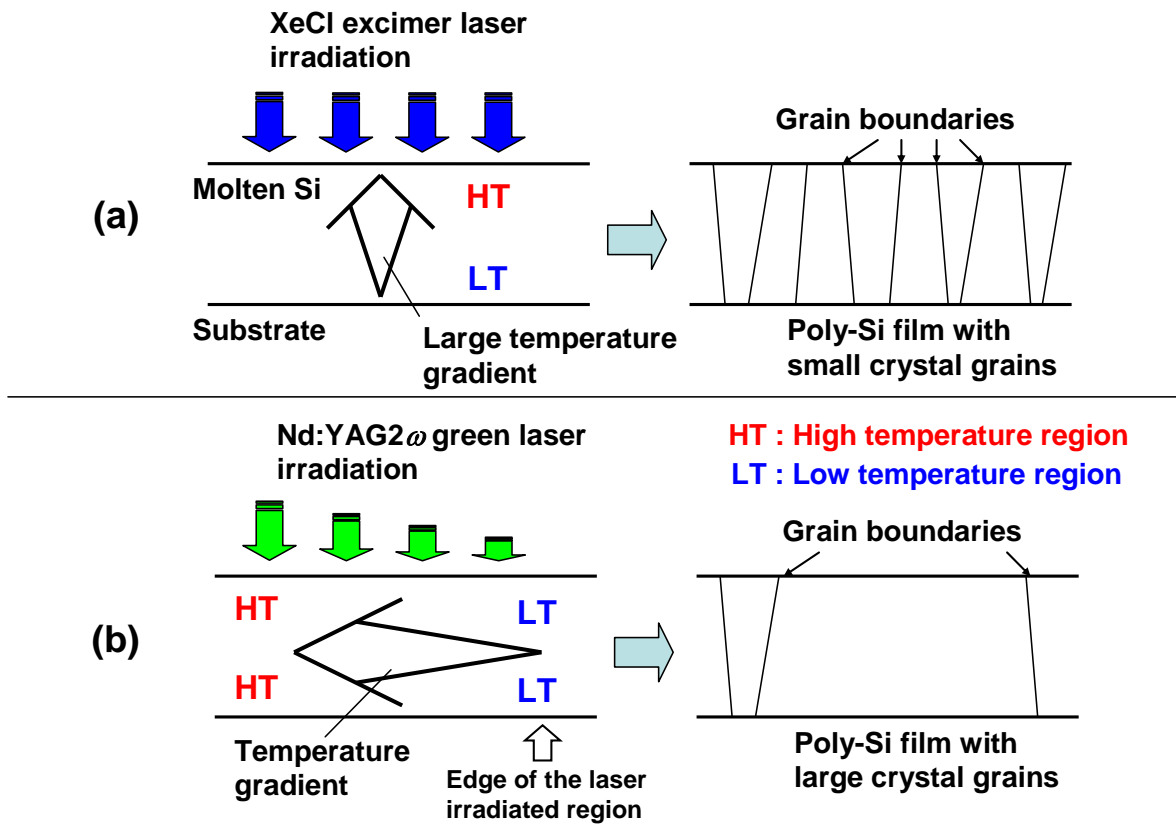 XeCl excimer laser
irradiation
Grain boundaries
(a)
Molten Si
HT
LT
Substrate
Large temperature
gradient
Poly-Si film with
small crystal grains
Nd:YAG2ω green laser
irradiation
HT : High temperature region
LT : Low temperature region
Grain boundaries
(b)
HT
LT
HT
LT
Temperature
gradient
Edge of the laser
irradiated region
Poly-Si film with
large crystal grains